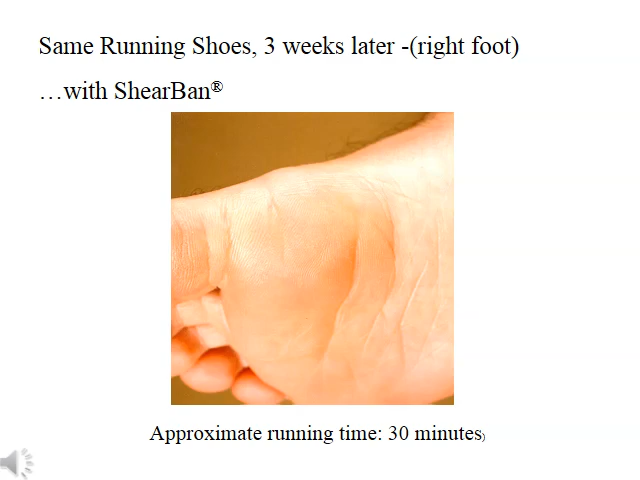 Same Running Shoes, 3 weeks later -(right foot)
…with ShearBan®
Approximate running time: 30 minutes)